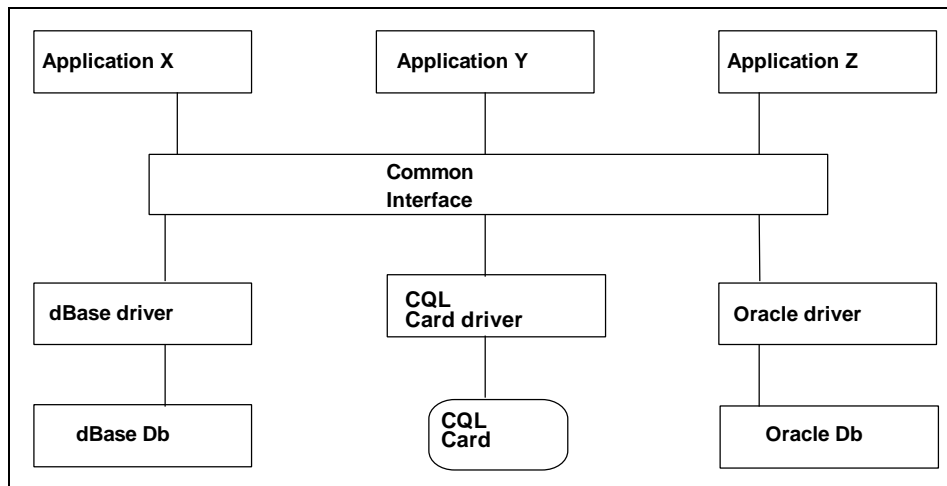 Application X
Application Y
Application Z
Common
Interface
dBase driver
CQL
Card driver
Oracle driver
dBase Db
CQL
Card
Oracle Db